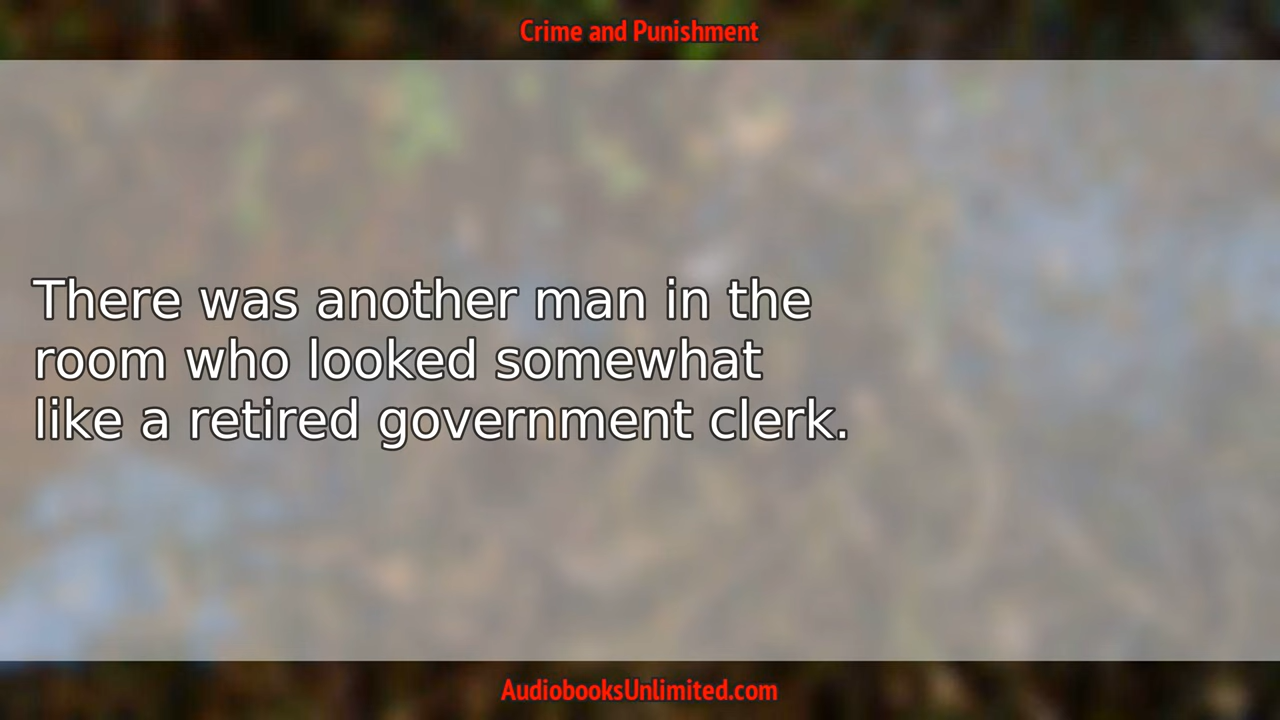 Crime and Punishment
There was another man in the
room who looked somewhat
like a retired government clerk.
AudiobooksUnlimited.com